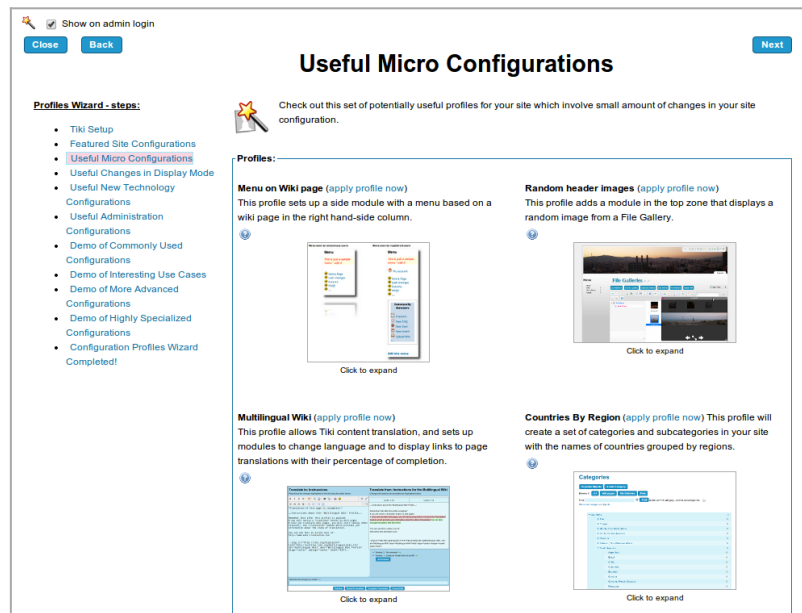 Show on admin login
Close
Back
Next
Useful Micro Configurations
Profiles Wizard - steps:
Tiki Setup
Featured Site Configurations
Useful Micro Configurations
Useful Changes in Display Mode
Useful New Technology
Configurations
Useful Administration
Configurations
Demo of Commonly Used
Configurations
Demo of Interesting Use Cases
Demo of More Advanced
Configurations
Demo of Highly Specialized
Configurations
Configuration Profiles Wizard
Completed!
Check out this set of potentially useful profiles for your site which involve small amount of changes in your site
configuration.
Profiles:
Menu on Wiki page (apply profile now)
This profile sets up a side module with a menu based on a
wiki page in the right hand-side column.
Click to expand
Random header images (apply profile now)
This profile adds a module in the top zone that displays a
random image from a File Gallery.
File Galleries
Click to expand
Multilingual Wiki (apply profile now)
This profile allows Tiki content translation, and sets up
modules to change language and to display links to page
translations with their percentage of completion.
Click to expand
Countries By Region (apply profile now) This profile will
create a set of categories and subcategories in your site
with the names of countries grouped by regions.
Categories
Click to expand